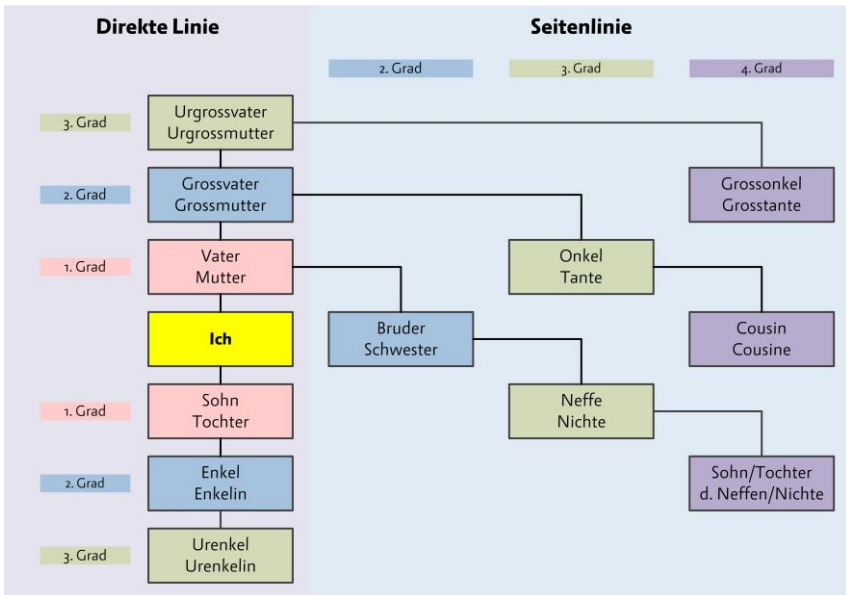 Direkte Linie
Seitenlinie
2. Grad
3. Grad
4. Grad
3. Grad
Urgrossvater
Urgrossmutter
2. Grad
Grossvater
Grossmutter
Grossonkel
Grosstante
1. Grad
Vater
Mutter
Onkel
Tante
Ich
Bruder
Schwester
Cousin
Cousine
1. Grad
Sohn
Tochter
Neffe
Nichte
2. Grad
Enkel
Enkelin
Sohn/Tochter
d. Neffen/Nichte
3. Grad
Urenkel
Urenkelin